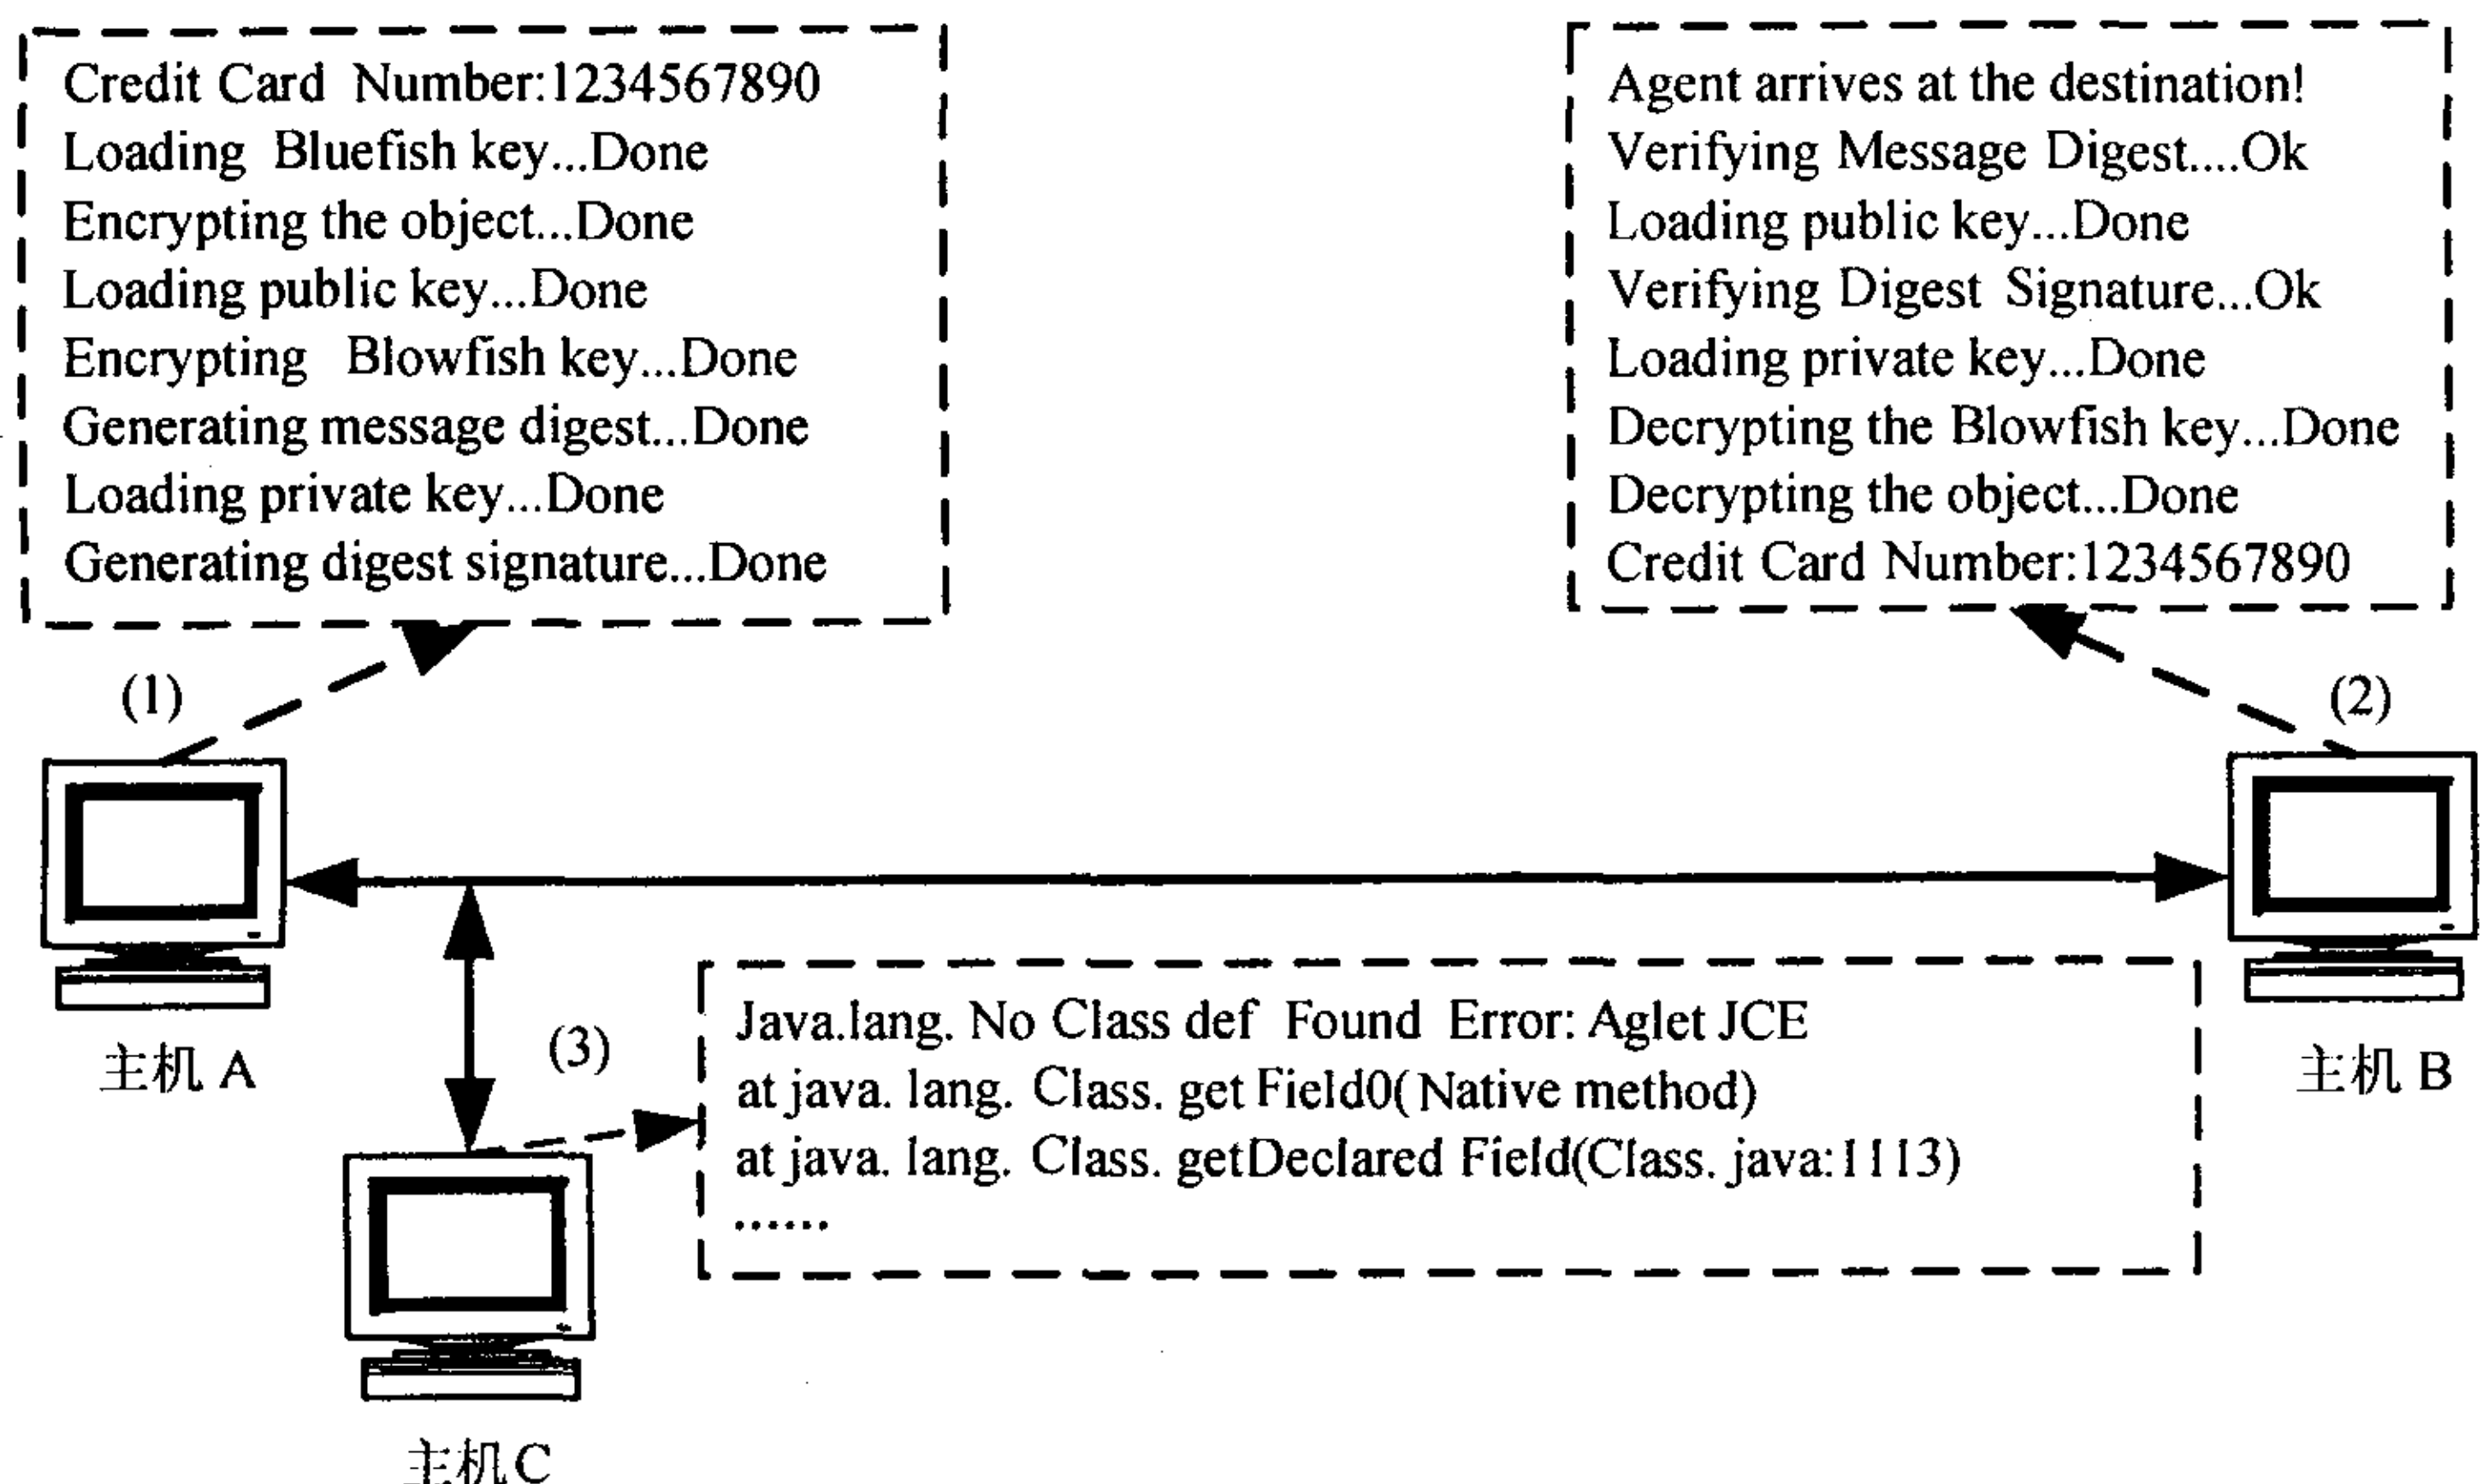 Credit Card Number:1234567890
Loading Bluefish key...Done
Encrypting the object...Done
Loading public key...Done
Encrypting Blowfish key...Done
Generating message digest...Done
Loading private key...Done
Generating digest signature...Done
Agent arrives at the destination!
Verifying Message Digest....Ok
Loading public key...Done
Verifying Digest Signature...Ok
Loading private key...Done
Decrypting the Blowfish key...Done
Decrypting the object...Done
Credit Card Number:1234567890
(1)
(2)
主机 A
(3)
Java.lang. No Class def Found Error: Aglet JCE
at java. lang. Class. get Field0( Native method)
at java. lang. Class. getDeclared Field(Class. java:1113)
......
主机 B
主机C